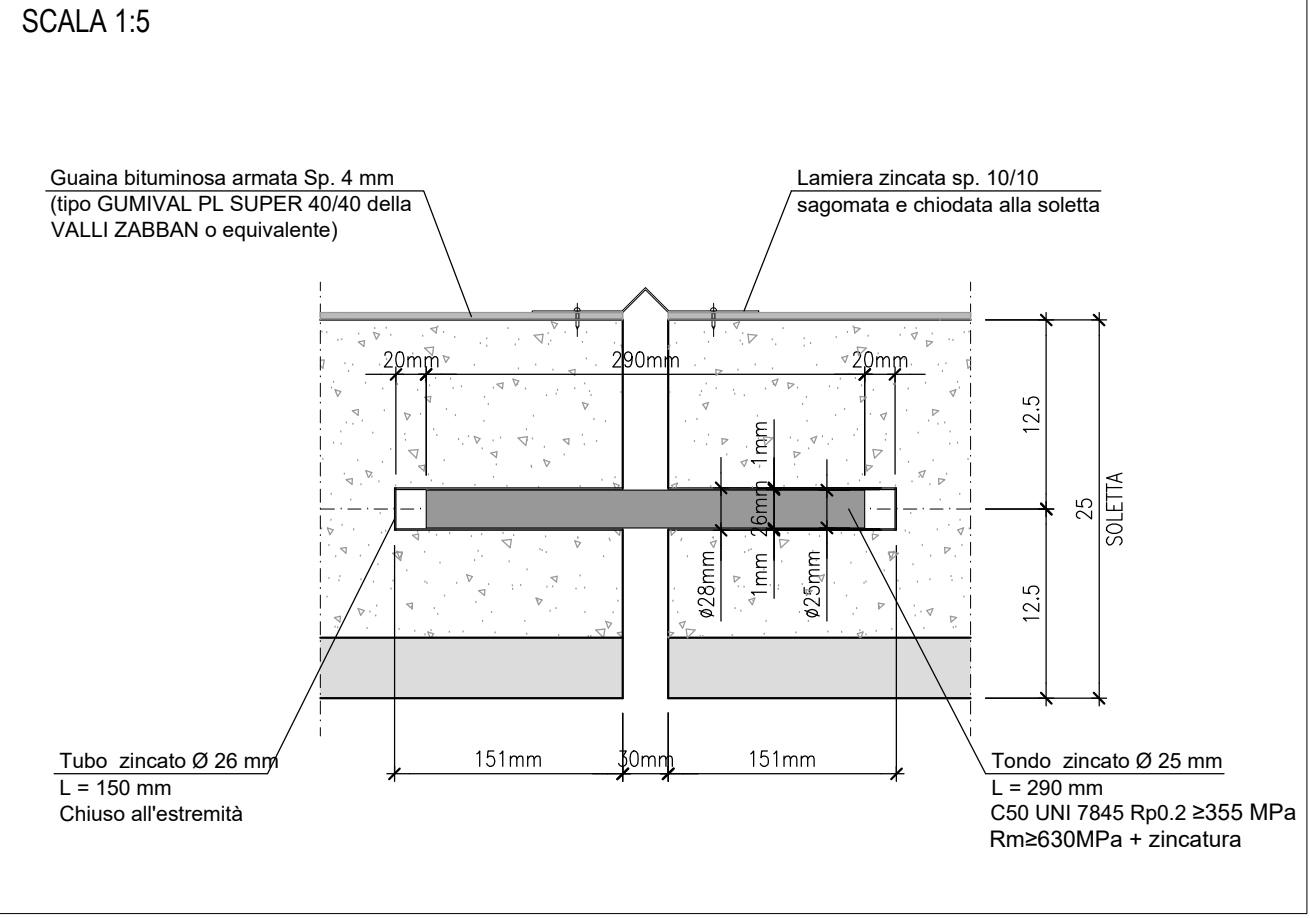 SCALA 1:5
Guaina bituminosa armata Sp. 4 mm
(tipo GUMIVAL PL SUPER 40/40 della
VALLI ZABBAN o equivalente)
Lamiera zincata sp. 10/10
sagomata e chiodata alla soletta
20mm
290mm
20mm
1mm
26mm
1mm
ø28mm
ø25mm
12.5
12.5
25
SOLETTA
151mm
30mm
151mm
Tubo zincato Ø 26 mm
L = 150 mm
Chiuso all'estremità
Tondo zincato Ø 25 mm
L = 290 mm
C50 UNI 7845 Rp0.2 ≥355 MPa
Rm≥630MPa + zincatura